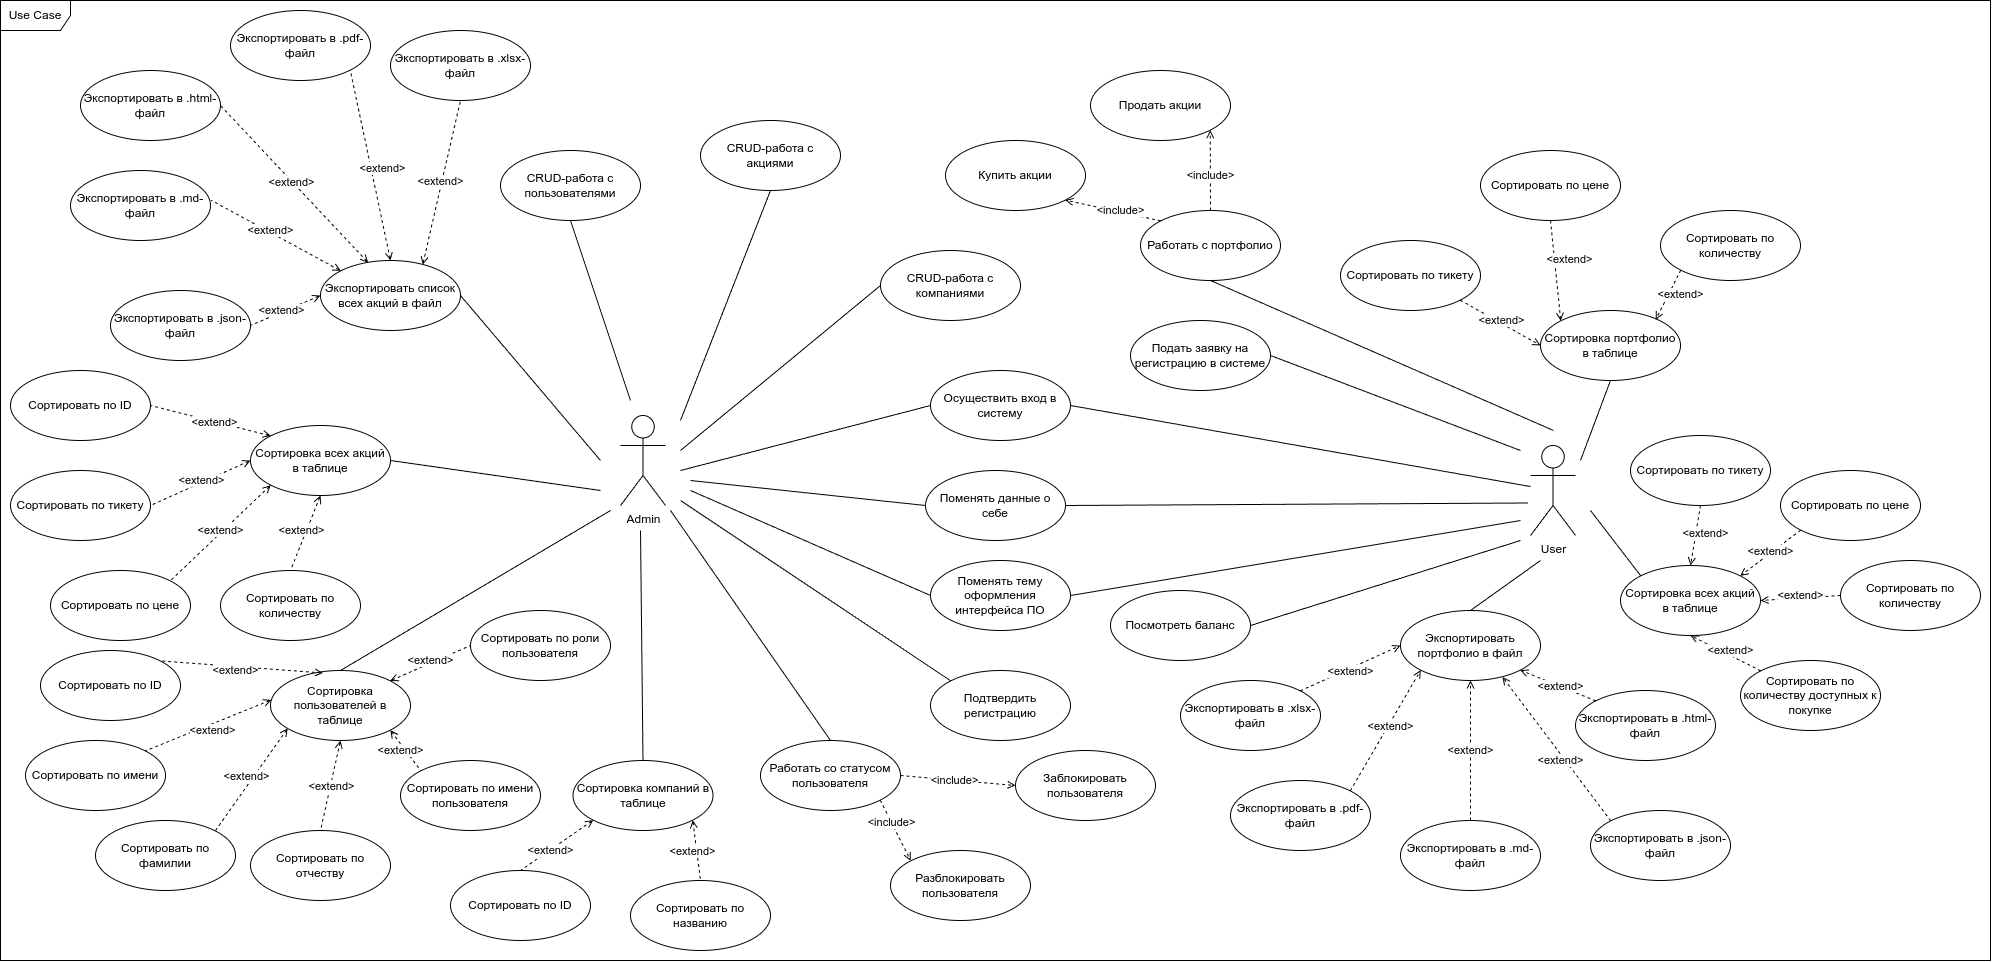 Use Case
Экспортировать в .pdf-
файл
Экспортировать в .xlsx-
файл
Экспортировать в .html-
файл
Экспортировать в .md-
файл
Экспортировать в .json-
файл
<extend>
<extend>
<extend>
<extend>
<extend>
Экспортировать список
всех акций в файл
CRUD-работа с
пользователями
CRUD-работа с
акциями
CRUD-работа с
компаниями
Продать акции
Купить акции
<include>
<include>
Работать с портфолио
Подать заявку на
регистрацию в системе
Сортировать по цене
Сортировать по
количеству
Сортировать по тикету
<extend>
<extend>
<extend>
Сортировка портфолио
в таблице
Осуществить вход в
систему
Поменять данные о
себе
Поменять тему
оформления
интерфейса ПО
Посмотреть баланс
Подтвердить
регистрацию
Admin
User
Сортировать по ID
<extend>
Сортировка всех акций
в таблице
Сортировать по тикету
<extend>
<extend>
<extend>
Сортировать по цене
Сортировать по
количеству
Сортировать по роли
пользователя
<extend>
Сортировать по ID
<extend>
Сортировка
пользователей в
таблице
Сортировать по имени
<extend>
<extend>
<extend>
<extend>
Сортировать по
фамилии
Сортировать по
отчеству
Сортировать по имени
пользователя
Сортировка компаний в
таблице
<extend>
<extend>
Сортировать по ID
Сортировать по
названию
Работать со статусом
пользователя
<include>
<include>
Заблокировать
пользователя
Разблокировать
пользователя
Сортировать по тикету
Сортировать по цене
<extend>
<extend>
Сортировка всех акций
в таблице
<extend>
Сортировать по
количеству
<extend>
Сортировать по
количеству доступных к
покупке
Экспортировать
портфолио в файл
<extend>
<extend>
<extend>
<extend>
<extend>
Экспортировать в .xlsx-
файл
Экспортировать в .html-
файл
Экспортировать в .pdf-
файл
Экспортировать в .md-
файл
Экспортировать в .json-
файл